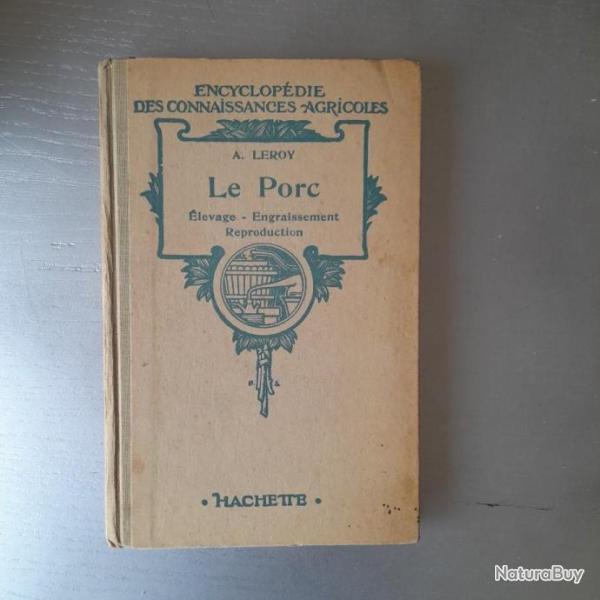 ENCYCLOPÉDIE
DES CONNAISSANCES AGRICOLES
A. LEROY
Le Porc
Élevage - Engraissement
Reproduction
• HACHETTE •
NaturaBuy